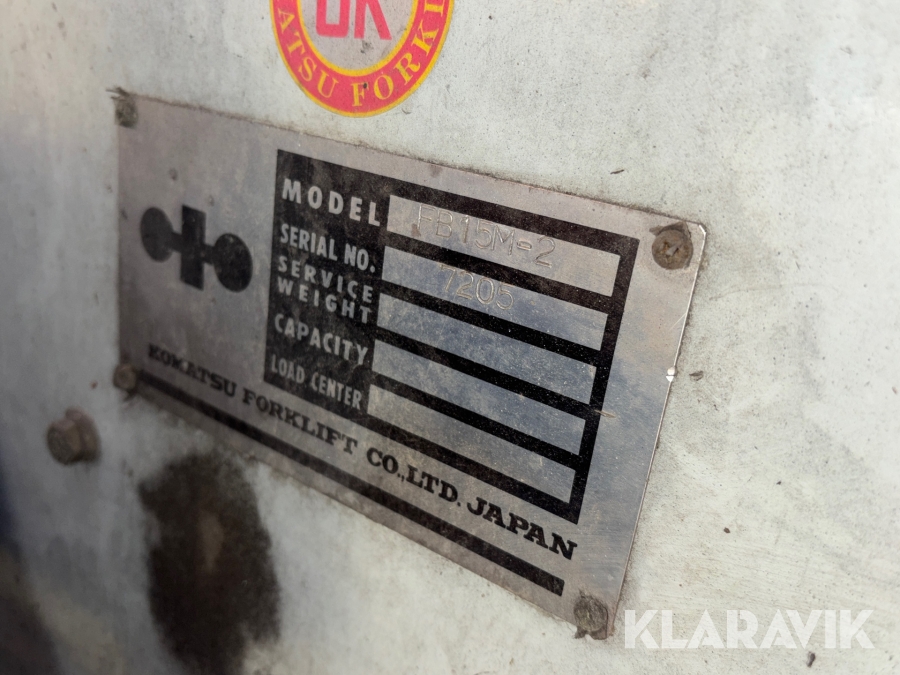 OK
ATSU FORKL
MODEL FB15M-2
SERIAL NO. 7205
SERVICE WEIGHT
CAPACITY
LOAD CENTER
KOMATSU FORKLIFT CO.,LTD. JAPAN
KLARAVIK